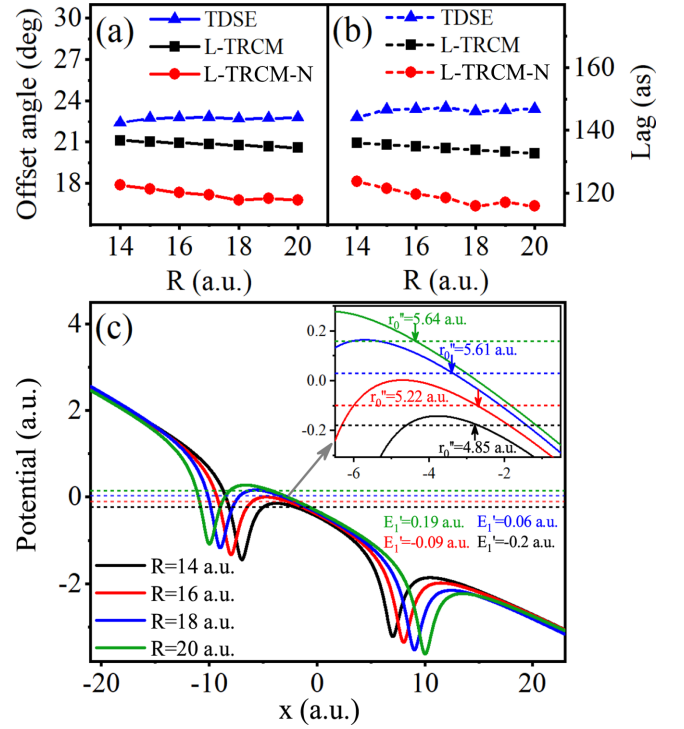 (a)
TDSE
L-TRCM
L-TRCM-N
Offset angle (deg)
30
27
24
21
18
14 16 18 20
R (a.u.)
(b)
TDSE
L-TRCM
L-TRCM-N
Lag (as)
160
140
120
14 16 18 20
R (a.u.)
(c)
Potential (a.u.)
4
2
0
-2
0.2
0.0
-0.2
r0''=5.64 a.u.
r0''=5.61 a.u.
r0''=5.22 a.u.
r0''=4.85 a.u.
-6 -4 -2
E1'=0.19 a.u. E1'=0.06 a.u.
E1'=-0.09 a.u. E1'=-0.2 a.u.
R=14 a.u.
R=16 a.u.
R=18 a.u.
R=20 a.u.
-20 -10 0 10 20
x (a.u.)